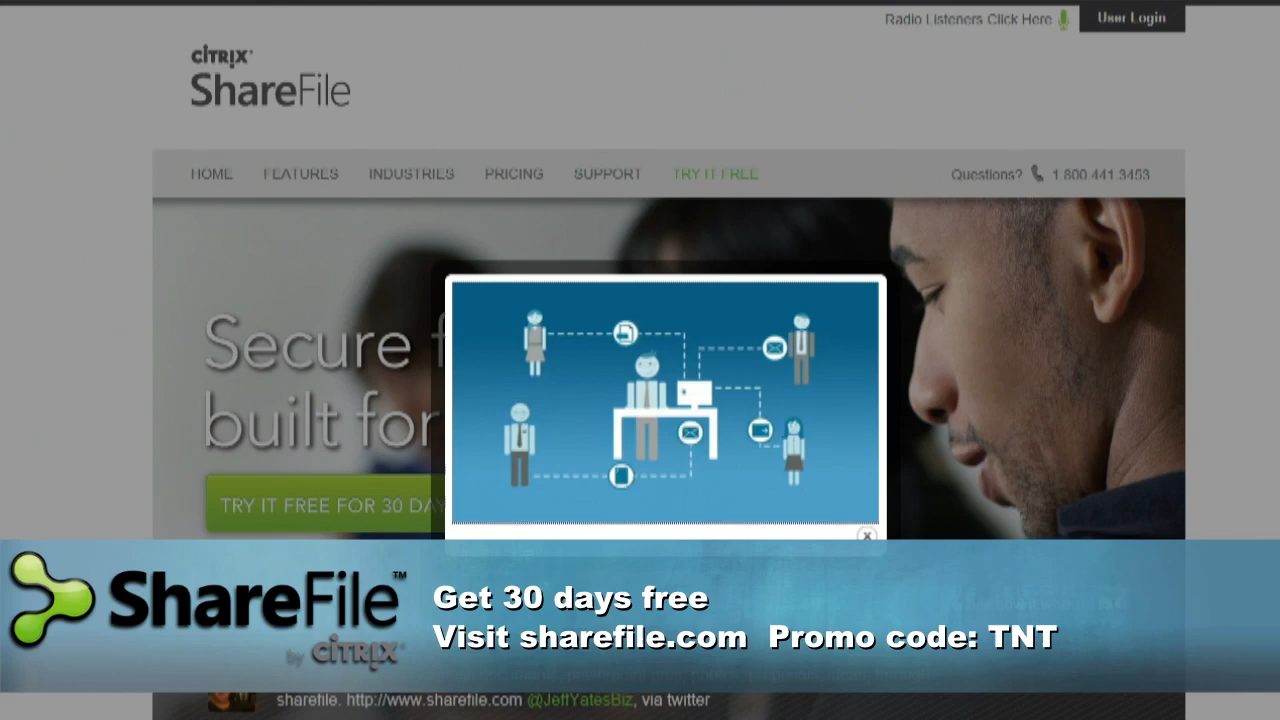 Radio Listeners Click Here
User Login
CITRIX
ShareFile
HOME FEATURES INDUSTRIES PRICING SUPPORT TRY IT FREE
Questions? 1.800.441.3453
Secure
built for
TRY IT FREE FOR 30 DAY
X
ShareFile™
by CITRIX
Get 30 days free
Visit sharefile.com Promo code: TNT
sharefile. http://www.sharefile.com @JeffYatesBiz, via twitter